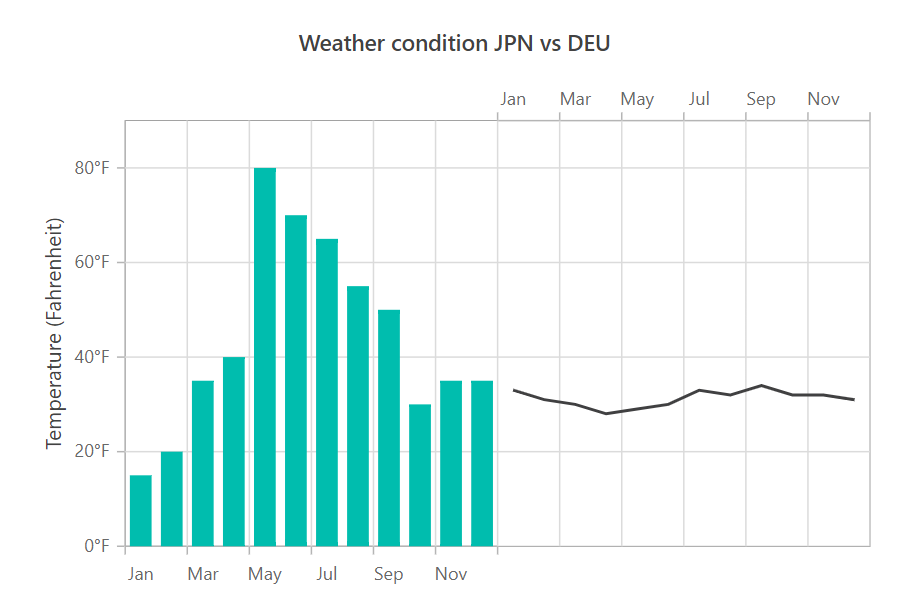 Weather condition JPN vs DEU
Jan Mar May Jul Sep Nov
80°F
60°F
40°F
20°F
0°F
Temperature (Fahrenheit)
Jan Mar May Jul Sep Nov